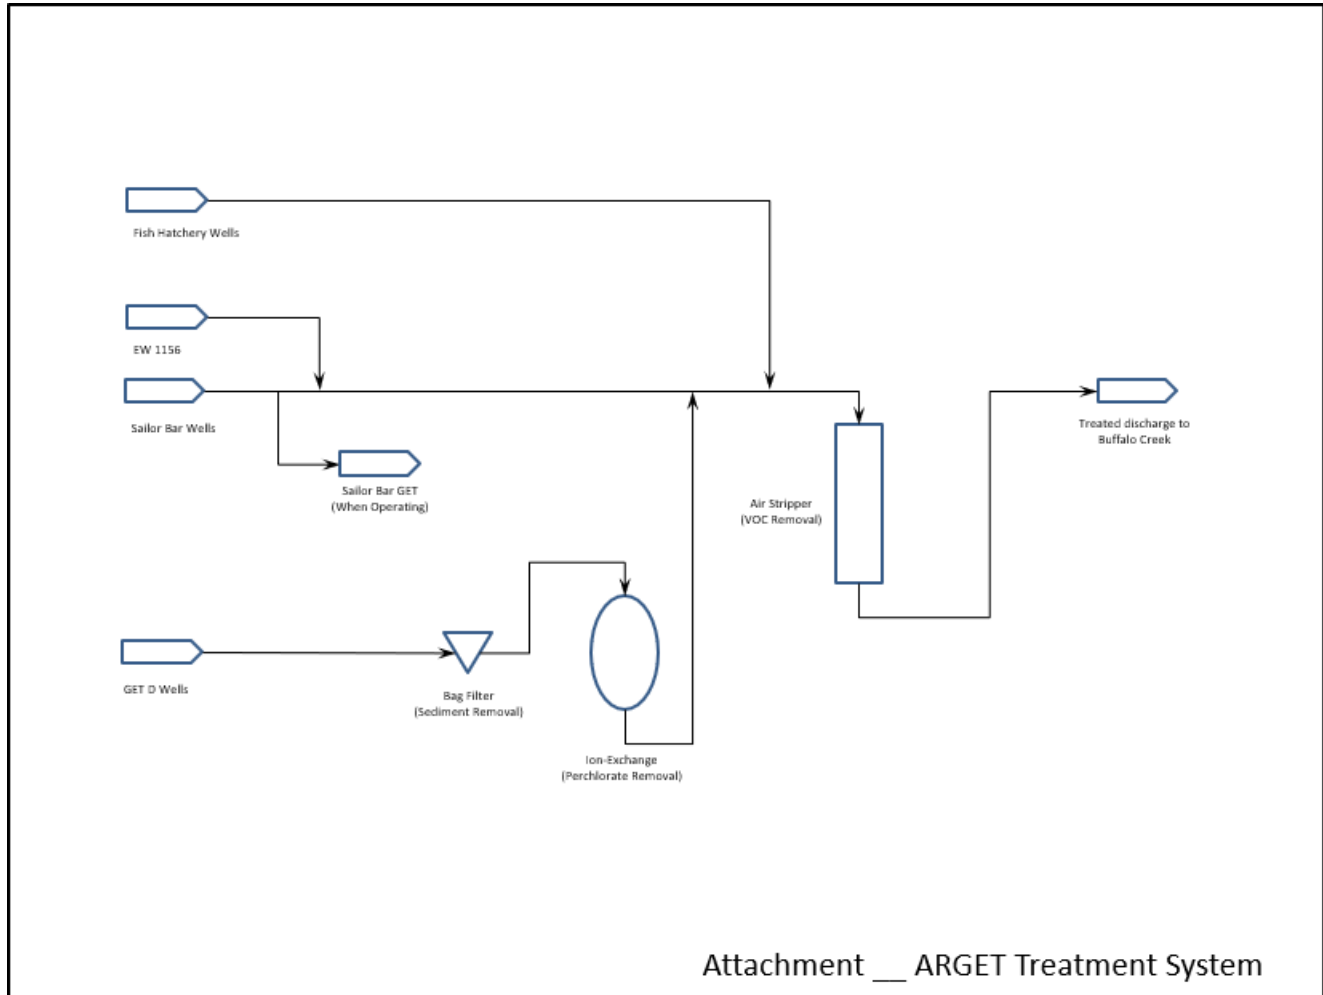 Fish Hatchery Wells
EW 1156
Sailor Bar Wells
Treated discharge to
Buffalo Creek
Sailor Bar GET
(When Operating)
Air Stripper
(VOC Removal)
GET D Wells
Bag Filter
(Sediment Removal)
Ion-Exchange
(Perchlorate Removal)
Attachment __ ARGET Treatment System